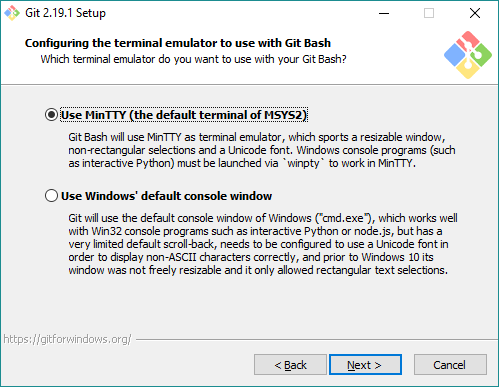 Git 2.19.1 Setup
Configuring the terminal emulator to use with Git Bash
Which terminal emulator do you want to use with your Git Bash?
Use MinTTY (the default terminal of MSYS2)
Git Bash will use MinTTY as terminal emulator, which sports a resizable window,
non-rectangular selections and a Unicode font. Windows console programs (such
as interactive Python) must be launched via `winpty` to work in MinTTY.
Use Windows' default console window
Git will use the default console window of Windows ("cmd.exe"), which works well
with Win32 console programs such as interactive Python or node.js, but has a
very limited default scroll-back, needs to be configured to use a Unicode font in
order to display non-ASCII characters correctly, and prior to Windows 10 its
window was not freely resizable and it only allowed rectangular text selections.
https://gitforwindows.org/
< Back
Next >
Cancel